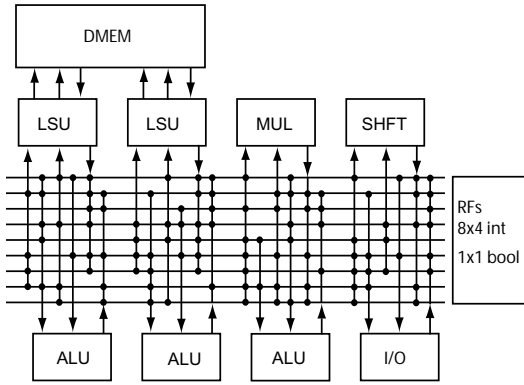 DMEM
LSU
LSU
MUL
SHFT
RFs
8x4 int
1x1 bool
ALU
ALU
ALU
I/O